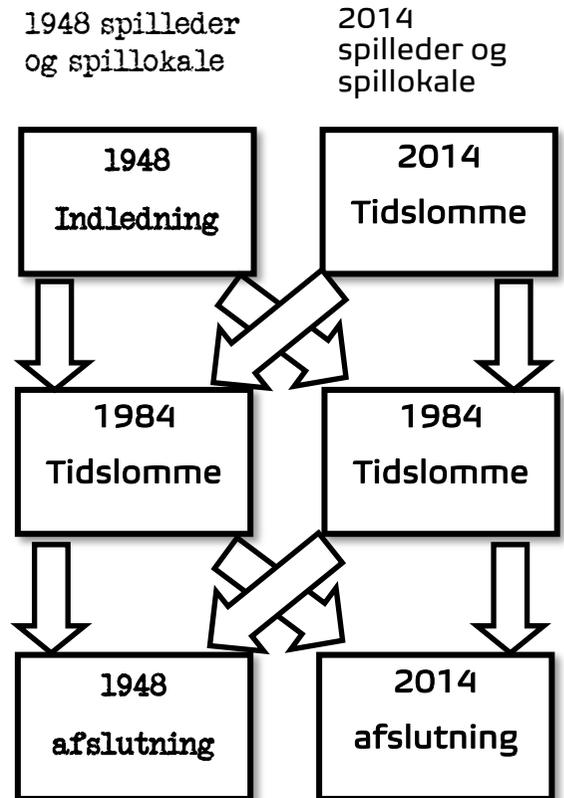 1948 spilleder
og spillokale
2014
spilleder og
spillokale
1948
Indledning
2014
Tidslomme
1984
Tidslomme
1984
Tidslomme
1948
afslutning
2014
afslutning